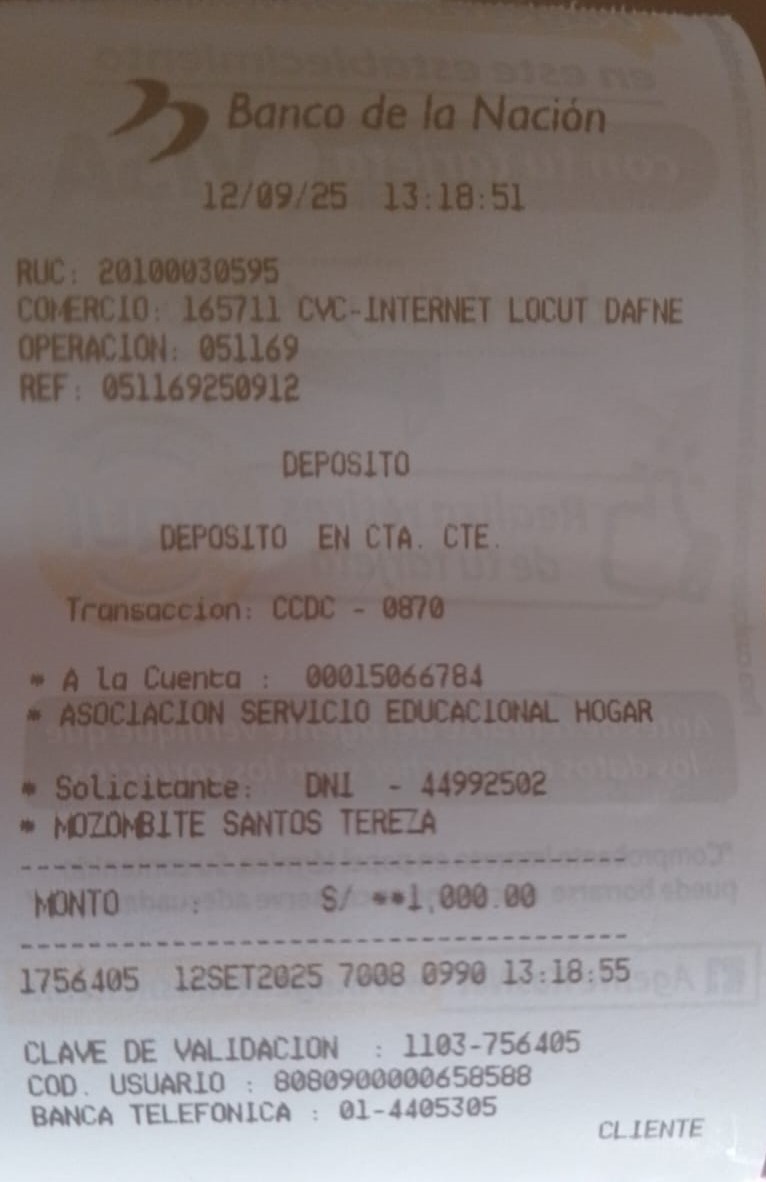 Banco de la Nación
12/09/25 13:18:51
RUC: 20100030595
COMERCIO: 165711 CVC-INTERNET LOCUT DAFNE
OPERACION: 051169
REF: 051169250912
DEPOSITO
DEPOSITO EN CTA. CTE.
Transaccion: CCDC - 0870
* A la Cuenta : 00015066784
* ASOCIACION SERVICIO EDUCACIONAL HOGAR
* Solicitante: DNI - 44992502
* MOZOMBITE SANTOS TEREZA
MONTO : S/ **1,000.00
1756405 12SET2025 7008 0990 13:18:55
CLAVE DE VALIDACION : 1103-756405
COD. USUARIO : 8080900000658588
BANCA TELEFONICA : 01-4405305
CLIENTE